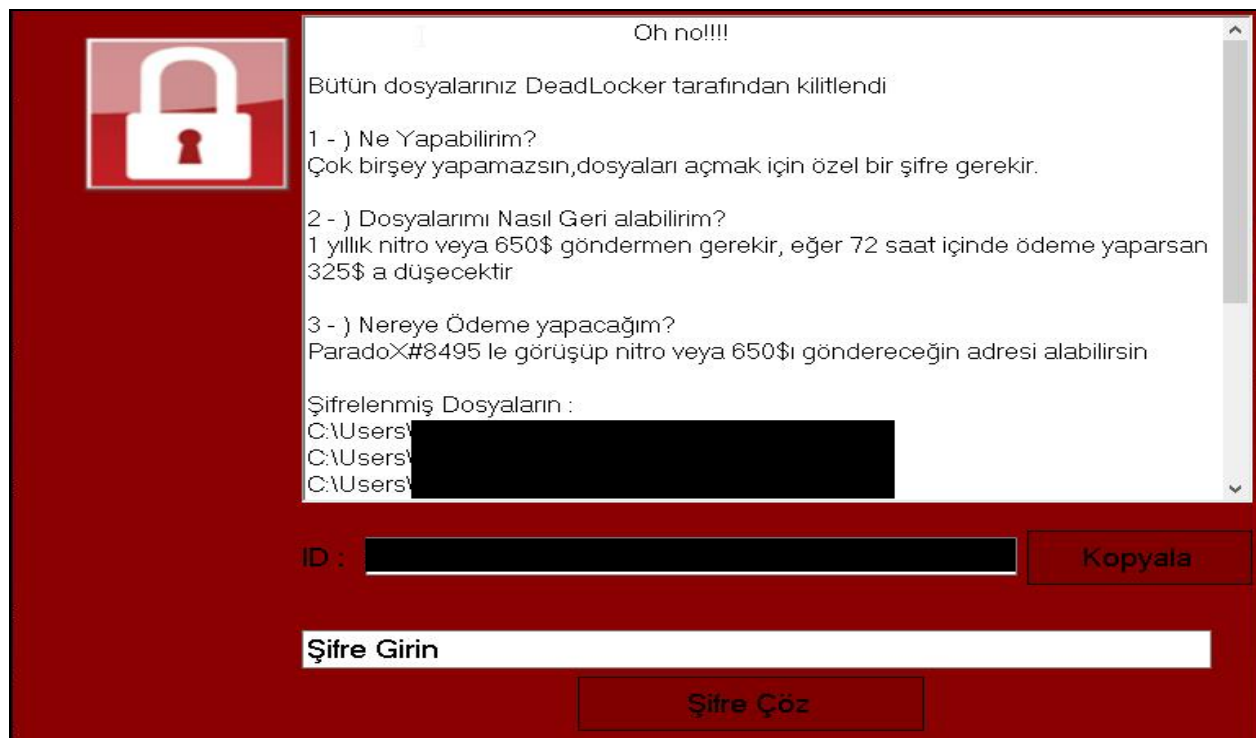 Oh no!!!!
Bütün dosyalarınız DeadLocker tarafından kilitlendi
1 - ) Ne Yapabilirim?
Çok birşey yapamazsın,dosyaları açmak için özel bir şifre gerekir.
2 - ) Dosyalarımı Nasıl Geri alabilirim?
1 yıllık nitro veya 650$ göndermen gerekir, eğer 72 saat içinde ödeme yaparsan
325$ a düşecektir
3 - ) Nereye Ödeme yapacağım?
ParadoX#8495 le görüşüp nitro veya 650$ı göndereceğin adresi alabilirsin
Şifrelenmiş Dosyaların :
C:\Users\
C:\Users\
C:\Users\
ID :
Kopyala
Şifre Girin
Şifre Çöz